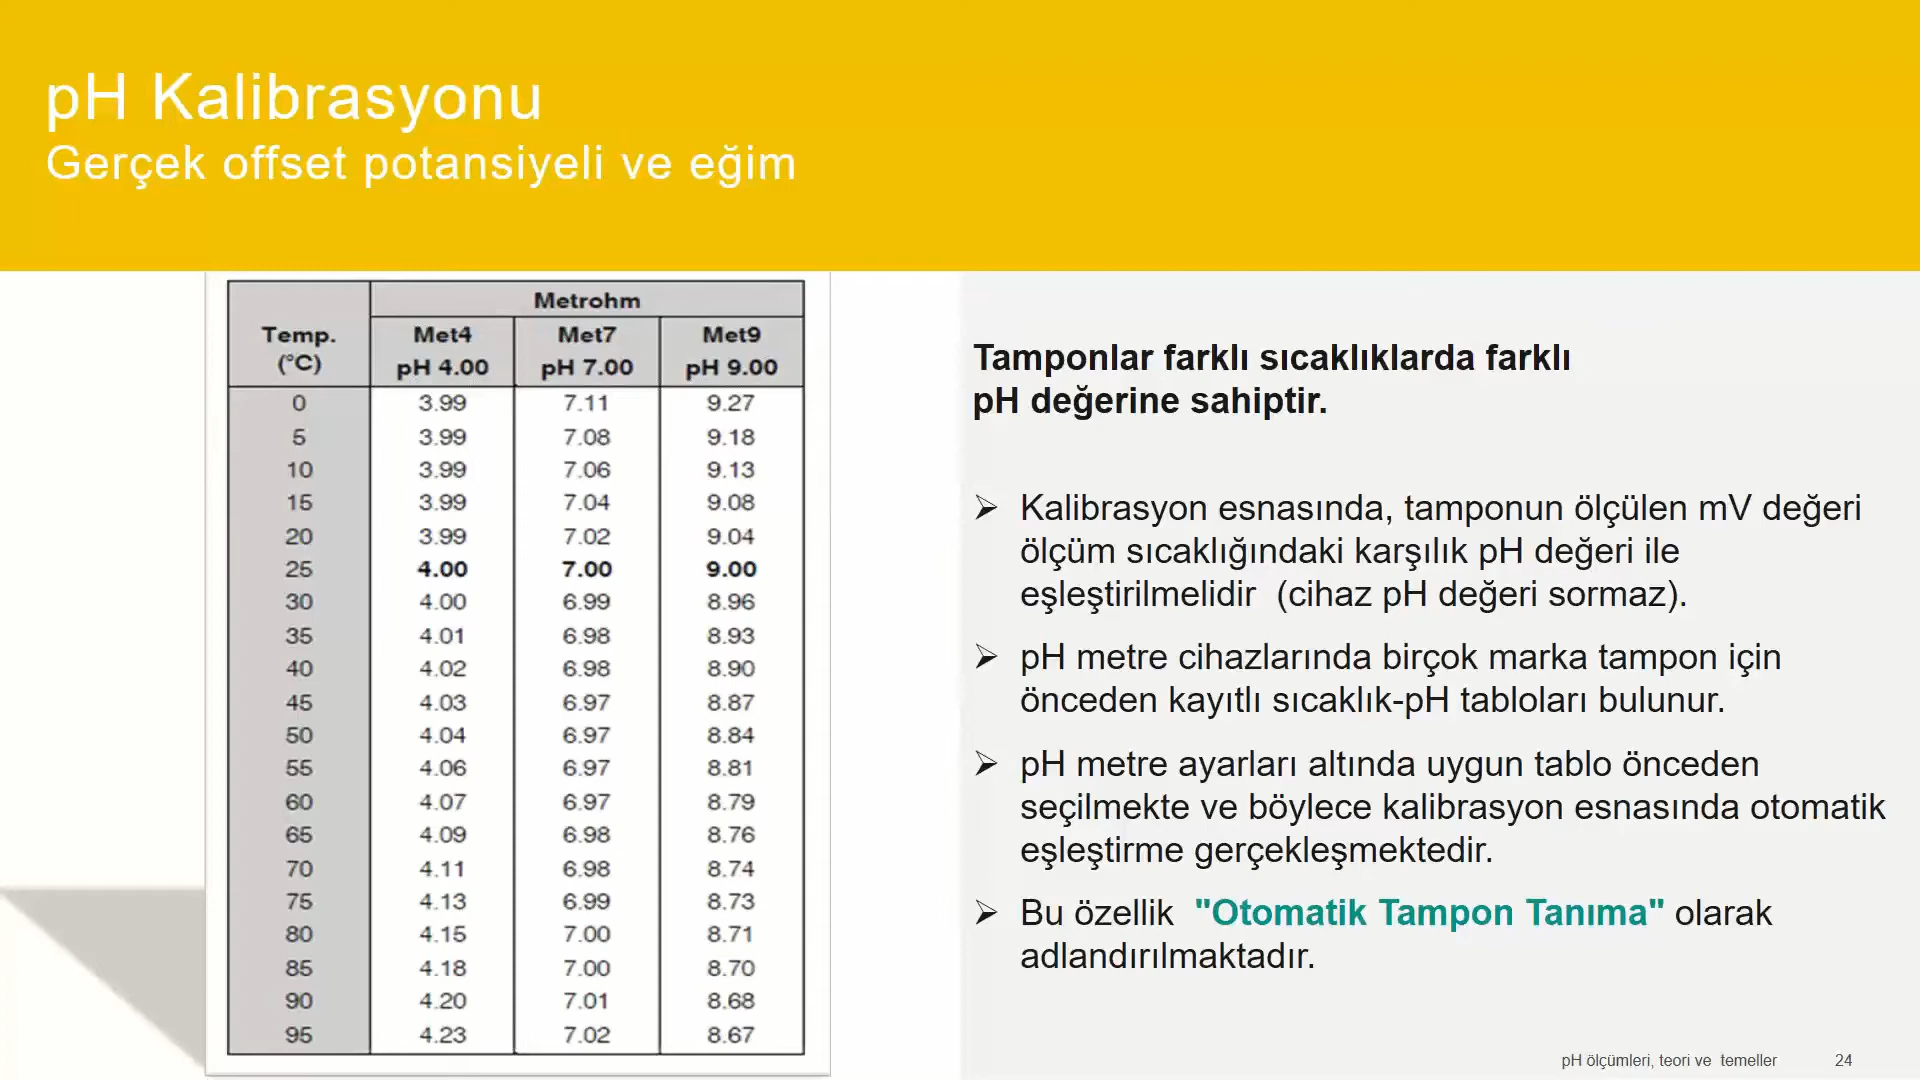 pH Kalibrasyonu
Gerçek offset potansiyeli ve eğim
Metrohm
Temp. Met4 Met7 Met9
(°C) pH 4.00 pH 7.00 pH 9.00
0 3.99 7.11 9.27
5 3.99 7.08 9.18
10 3.99 7.06 9.13
15 3.99 7.04 9.08
20 3.99 7.02 9.04
25 4.00 7.00 9.00
30 4.00 6.99 8.96
35 4.01 6.98 8.93
40 4.02 6.98 8.90
45 4.03 6.97 8.87
50 4.04 6.97 8.84
55 4.06 6.97 8.81
60 4.07 6.97 8.79
65 4.09 6.98 8.76
70 4.11 6.98 8.74
75 4.13 6.99 8.73
80 4.15 7.00 8.71
85 4.18 7.00 8.70
90 4.20 7.01 8.68
95 4.23 7.02 8.67
Tamponlar farklı sıcaklıklarda farklı
pH değerine sahiptir.
➢ Kalibrasyon esnasında, tamponun ölçülen mV değeri
ölçüm sıcaklığındaki karşılık pH değeri ile
eşleştirilmelidir (cihaz pH değeri sormaz).
➢ pH metre cihazlarında birçok marka tampon için
önceden kayıtlı sıcaklık-pH tabloları bulunur.
➢ pH metre ayarları altında uygun tablo önceden
seçilmekte ve böylece kalibrasyon esnasında otomatik
eşleştirme gerçekleşmektedir.
➢ Bu özellik "Otomatik Tampon Tanıma" olarak
adlandırılmaktadır.
pH ölçümleri, teori ve temeller 24